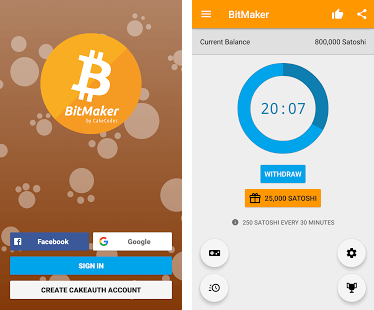 BitMaker
by CakeCodes
Facebook
Google
SIGN IN
CREATE CAKEAUTH ACCOUNT
BitMaker
Current Balance 800,000 Satoshi
20:07
WITHDRAW
25,000 SATOSHI
250 SATOSHI EVERY 30 MINUTES